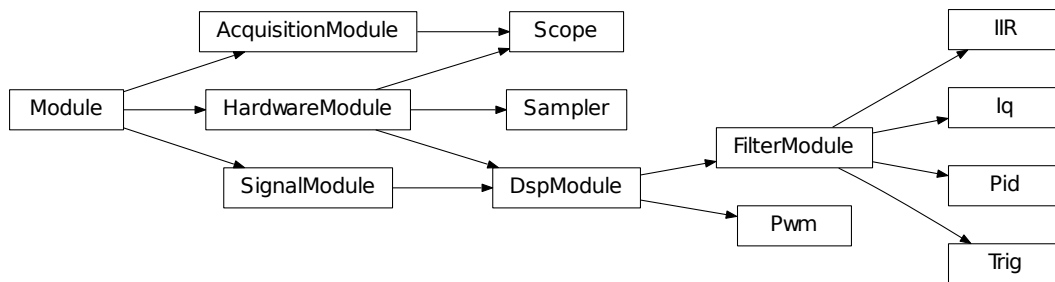 Module
AcquisitionModule
HardwareModule
SignalModule
Scope
Sampler
DspModule
FilterModule
Pwm
IIR
Iq
Pid
Trig